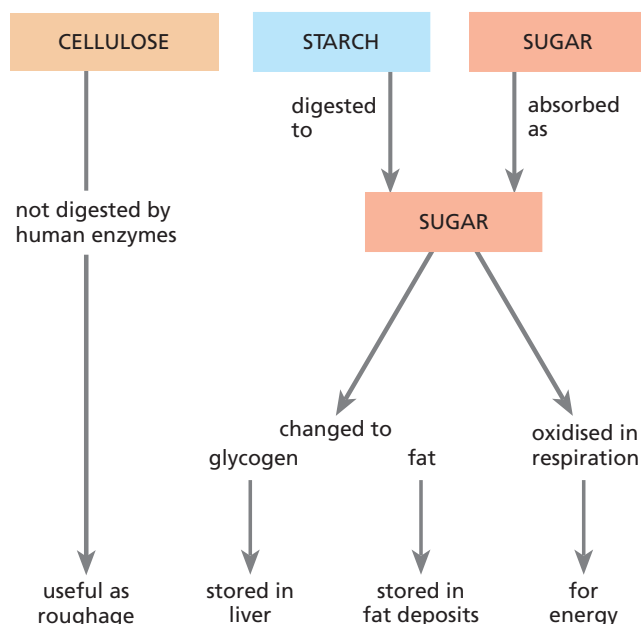 CELLULOSE
STARCH
SUGAR
digested
to
absorbed
as
not digested by
human enzymes
SUGAR
changed to
glycogen
fat
oxidised in
respiration
useful as
roughage
stored in
liver
stored in
fat deposits
for
energy